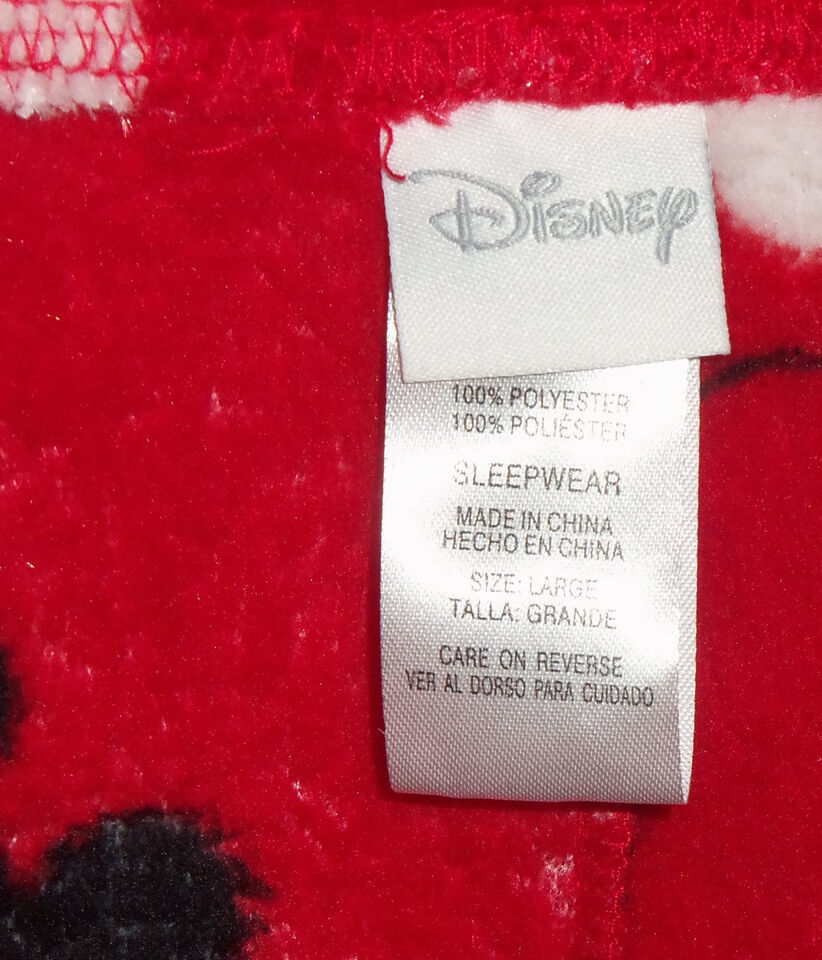 Disney
100% POLYESTER
100% POLIÉSTER
SLEEPWEAR
MADE IN CHINA
HECHO EN CHINA
SIZE: LARGE
TALLA: GRANDE
CARE ON REVERSE
VER AL DORSO PARA CUIDADO